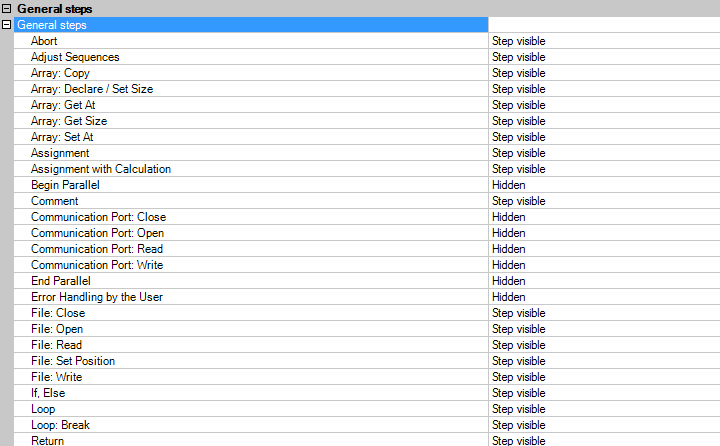 General steps
General steps
Abort Step visible
Adjust Sequences Step visible
Array: Copy Step visible
Array: Declare / Set Size Step visible
Array: Get At Step visible
Array: Get Size Step visible
Array: Set At Step visible
Assignment Step visible
Assignment with Calculation Step visible
Begin Parallel Hidden
Comment Step visible
Communication Port: Close Hidden
Communication Port: Open Hidden
Communication Port: Read Hidden
Communication Port: Write Hidden
End Parallel Hidden
Error Handling by the User Hidden
File: Close Step visible
File: Open Step visible
File: Read Step visible
File: Set Position Step visible
File: Write Step visible
If, Else Step visible
Loop Step visible
Loop: Break Step visible
Return Step visible